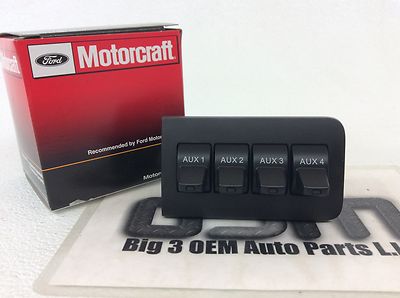 Ford
Motorcraft
Recommended by Ford Motor
AUX 1 AUX 2 AUX 3 AUX 4
Big 3 OEM Auto Parts L.L